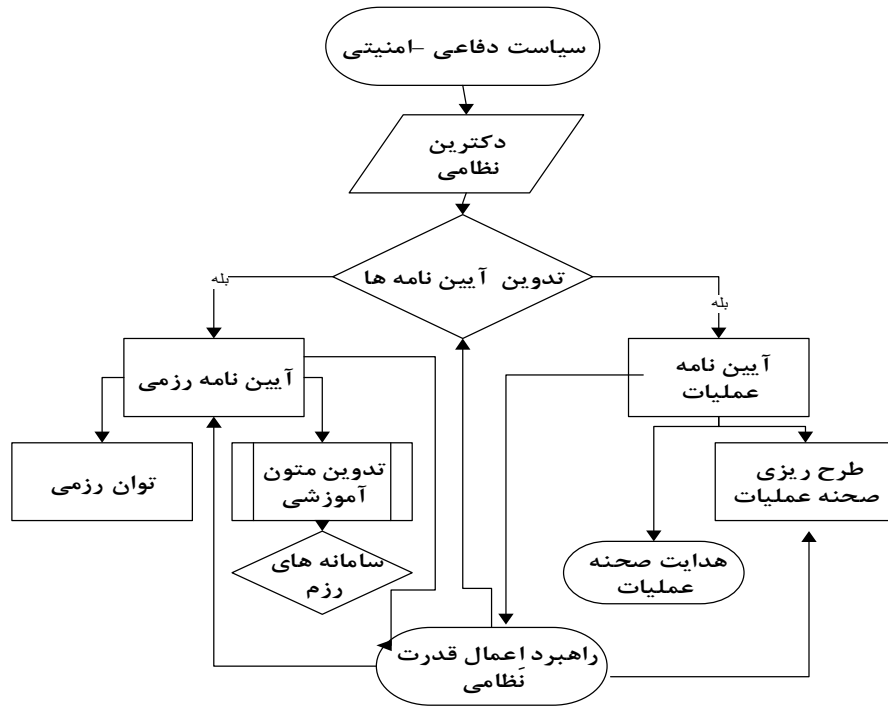 سیاست دفاعی –امنیتی
دکترین
نظامی
تدوین آیین نامه ها
بله
بله
آیین نامه
عملیات
آیین نامه رزمی
طرح ریزی
صحنه عملیات
تدوین متون
آموزشی
توان رزمی
هدایت صحنه
عملیات
سامانه های
رزم
راهبرد اعمال قدرت
نظامی